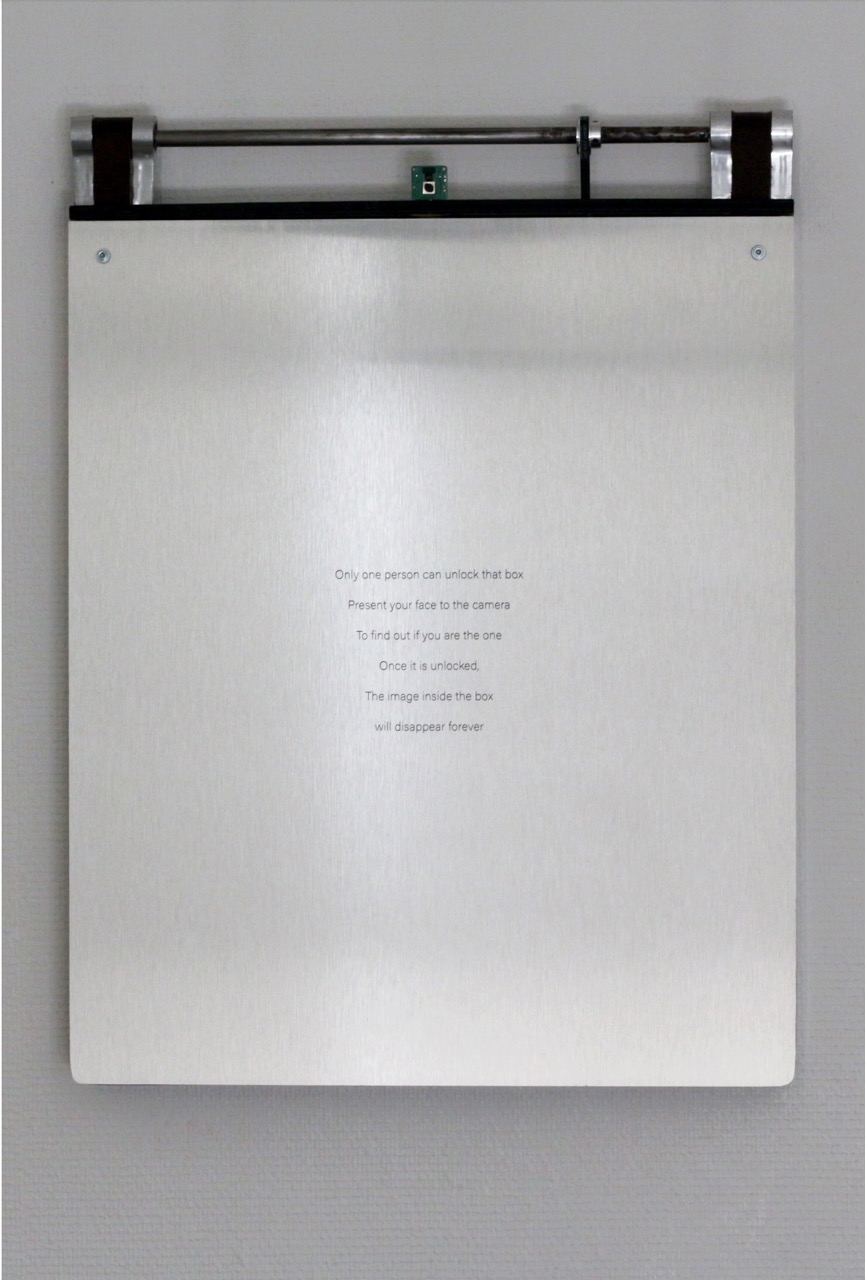 Only one person can unlock that box
Present your face to the camera
To find out if you are the one
Once it is unlocked,
The image inside the box
will disappear forever